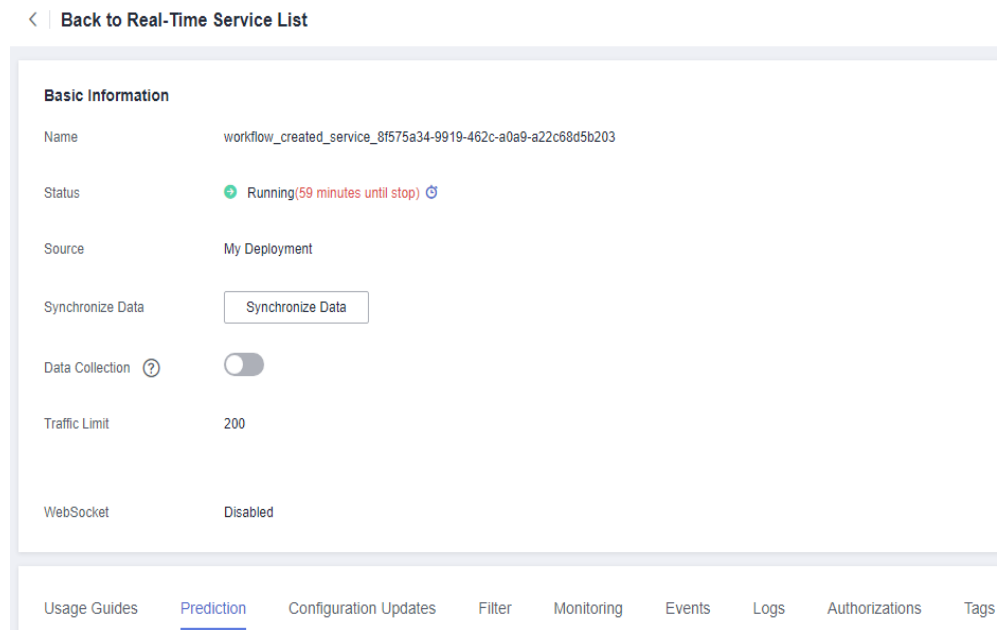 Back to Real-Time Service List
Basic Information
Name workflow_created_service_8f575a34-9919-462c-a0a9-a22c68d5b203
Status Running(59 minutes until stop)
Source My Deployment
Synchronize Data Synchronize Data
Data Collection ?
Traffic Limit 200
WebSocket Disabled
Usage Guides Prediction Configuration Updates Filter Monitoring Events Logs Authorizations Tags